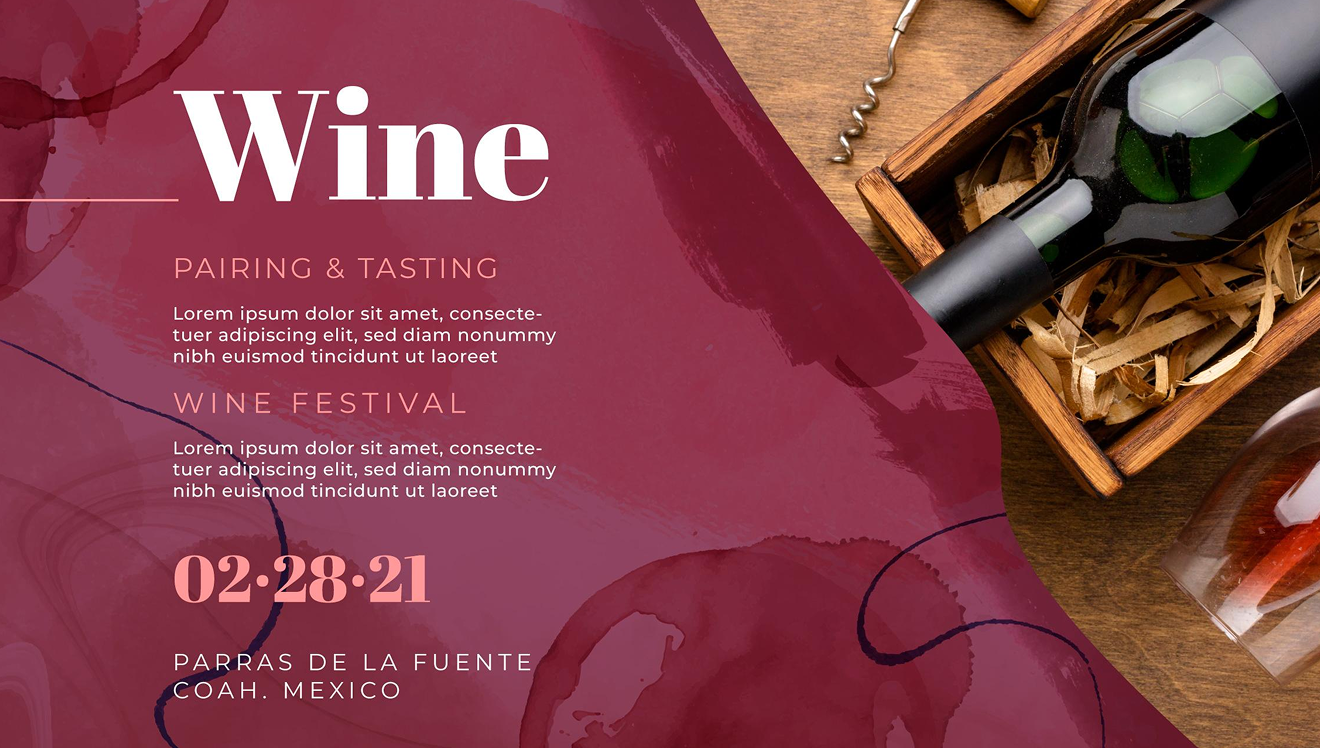 Wine
PAIRING & TASTING
Lorem ipsum dolor sit amet, consecte-
tuer adipiscing elit, sed diam nonummy
nibh euismod tincidunt ut laoreet
WINE FESTIVAL
Lorem ipsum dolor sit amet, consecte-
tuer adipiscing elit, sed diam nonummy
nibh euismod tincidunt ut laoreet
02·28·21
PARRAS DE LA FUENTE
COAH. MEXICO